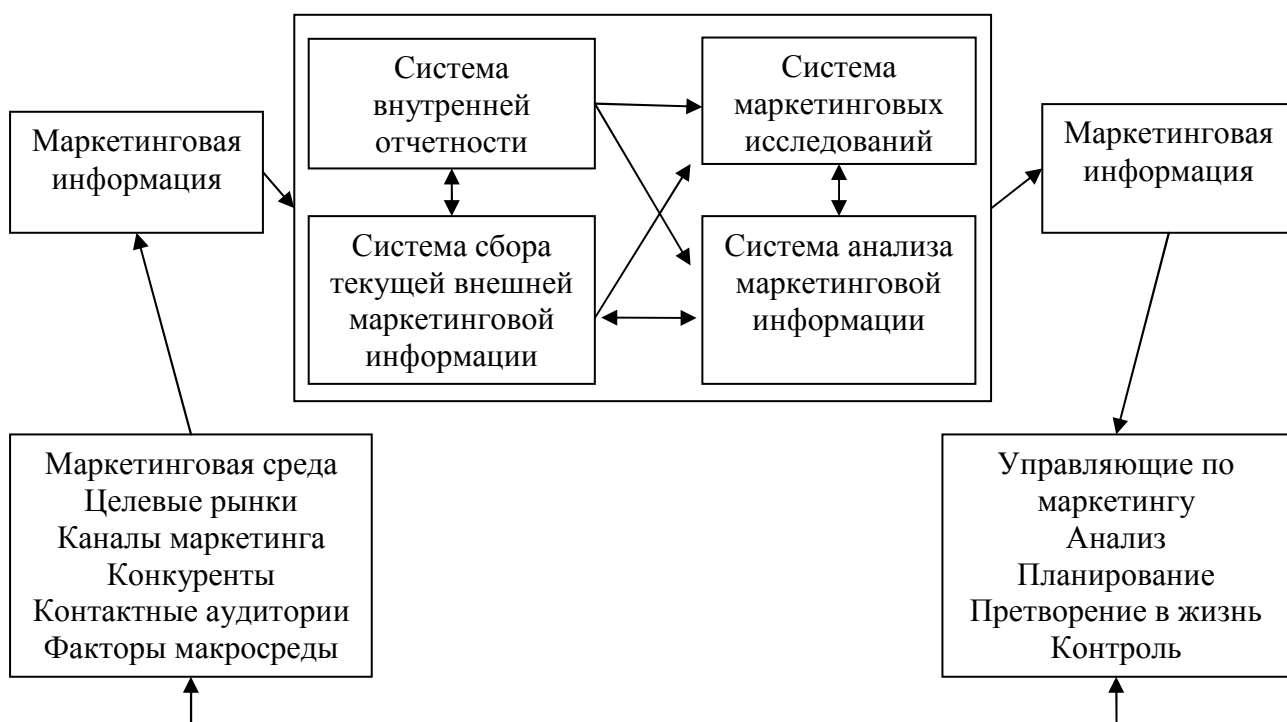 Маркетинговая
информация
Система
внутренней
отчетности
Система
маркетинговых
исследований
Система сбора
текущей внешней
маркетинговой
информации
Система анализа
маркетинговой
информации
Маркетинговая
информация
Маркетинговая среда
Целевые рынки
Каналы маркетинга
Конкуренты
Контактные аудитории
Факторы макросреды
Управляющие по
маркетингу
Анализ
Планирование
Претворение в жизнь
Контроль